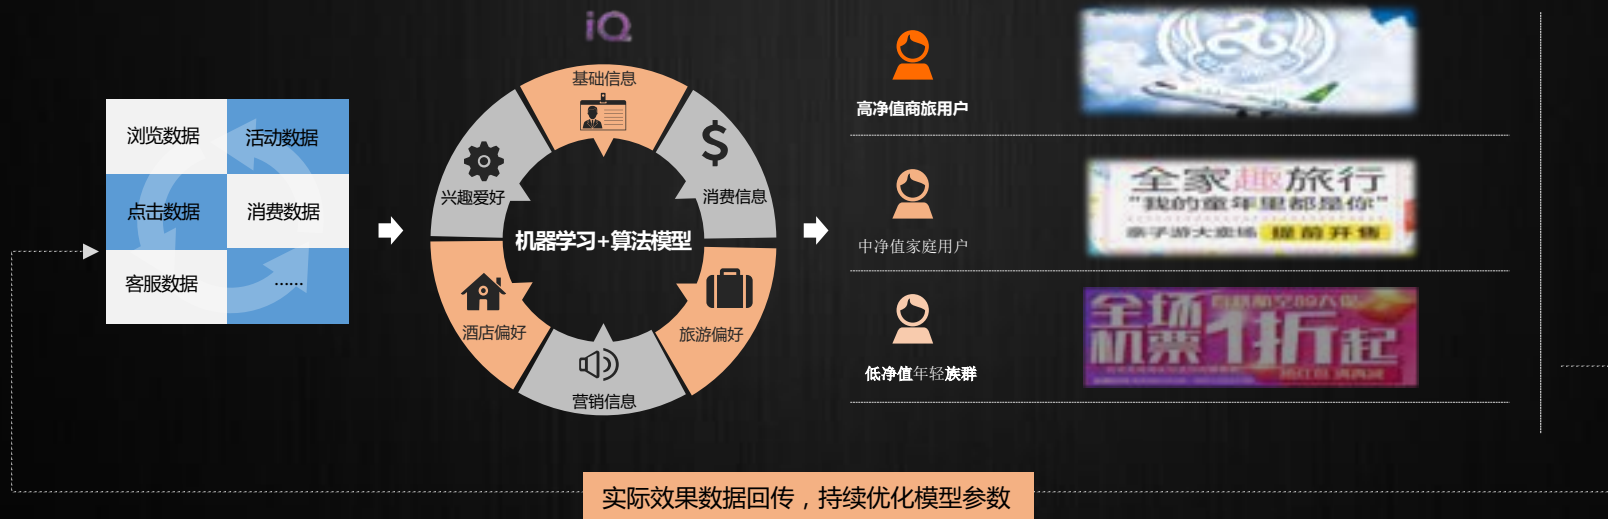 iQ
浏览数据
活动数据
点击数据
消费数据
客服数据
……
基础信息
兴趣爱好
消费信息
机器学习+算法模型
酒店偏好
旅游偏好
营销信息
高净值商旅用户
中净值家庭用户
全家趣旅行
"我的童年里都是你"
亲子游大卖场 提前开售
低净值年轻族群
全场
机票1折起
实际效果数据回传，持续优化模型参数